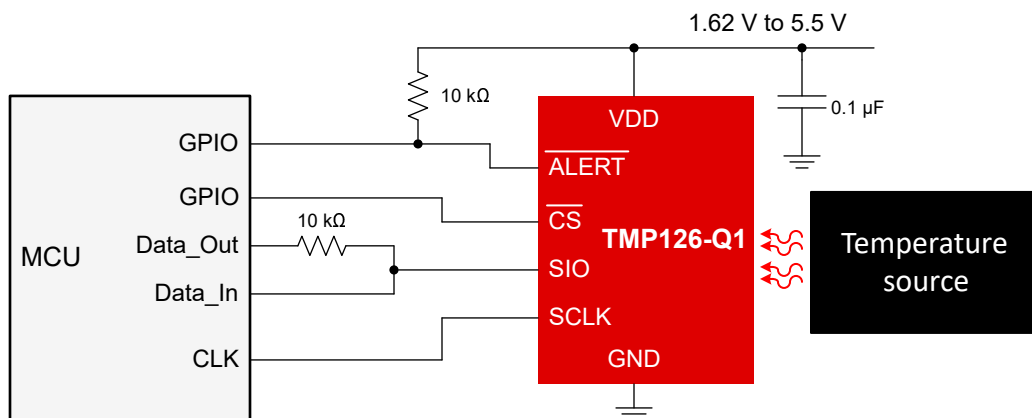 1.62 V to 5.5 V
10 kΩ
0.1 µF
VDD
GPIO
ALERT
GPIO
CS
10 kΩ
Data_Out
MCU
TMP126-Q1
Temperature
source
SIO
Data_In
SCLK
CLK
GND